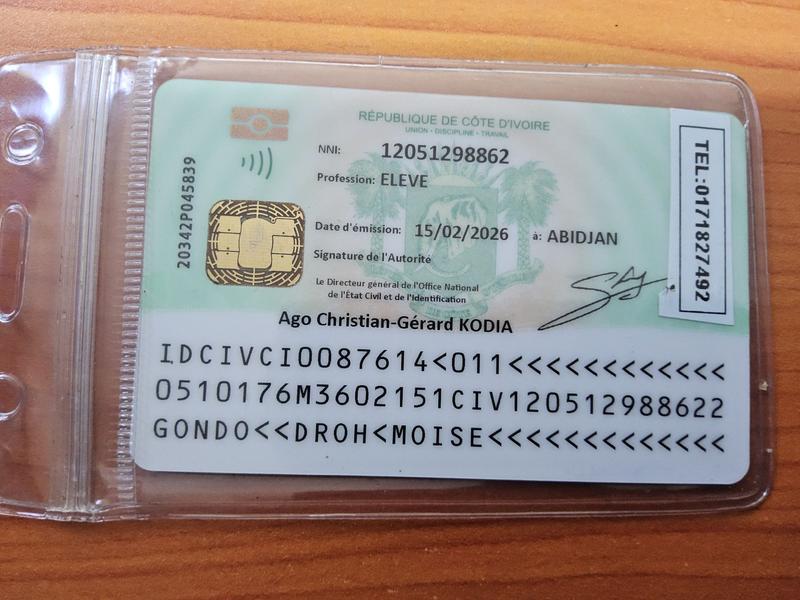 RÉPUBLIQUE DE CÔTE D'IVOIRE
UNION - DISCIPLINE - TRAVAIL
NNI: 12051298862
Profession: ELEVE
Date d'émission: 15/02/2026 à: ABIDJAN
Signature de l'Autorité
Le Directeur général de l'Office National
de l'État Civil et de l'Identification
Ago Christian-Gérard KODIA
20342P045839
TEL:0171827492
IDCIVCI0087614<011<<<<<<<<<<<<
0510176M3602151CIV120512988622
GONDO<<DROH<MOISE<<<<<<<<<<<<<